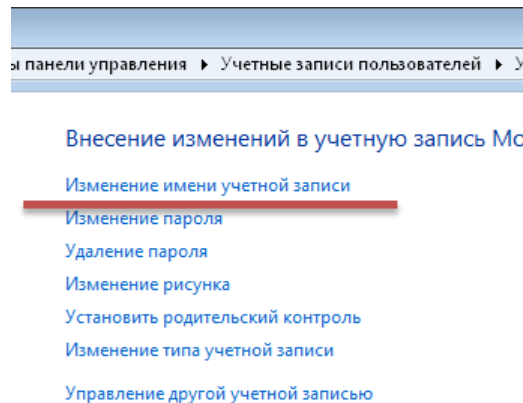 панели управления ▸ Учетные записи пользователей ▸
Внесение изменений в учетную запись
Изменение имени учетной записи
Изменение пароля
Удаление пароля
Изменение рисунка
Установить родительский контроль
Изменение типа учетной записи
Управление другой учетной записью